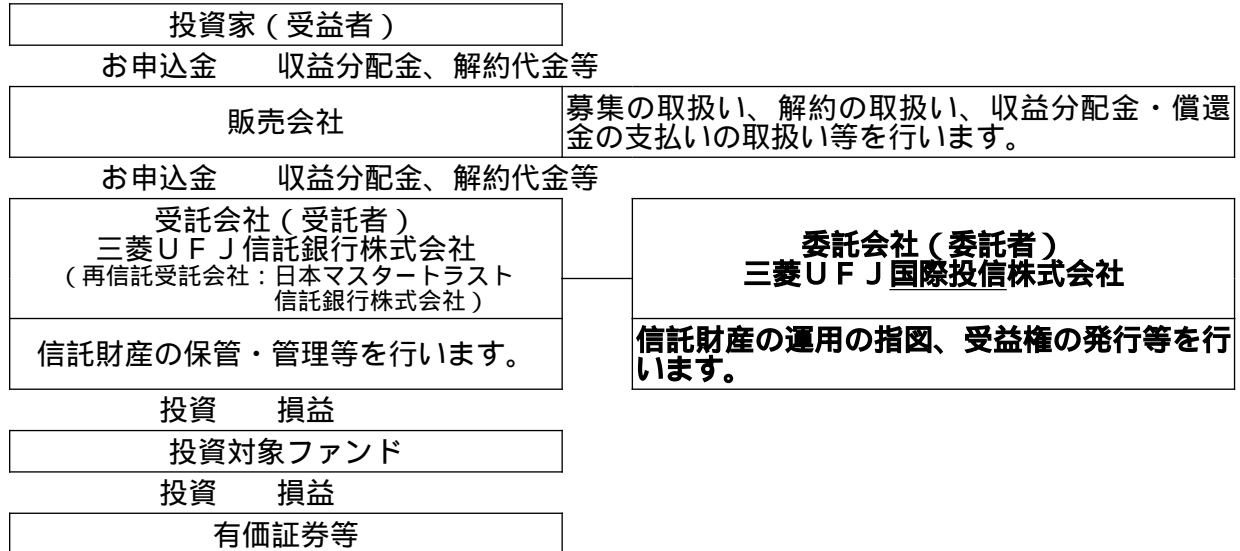 投資家（受益者）
お申込金　　収益分配金、解約代金等
販売会社
募集の取扱い、解約の取扱い、収益分配金・償還
金の支払いの取扱い等を行います。
お申込金　　収益分配金、解約代金等
受託会社（受託者）
三菱ＵＦＪ信託銀行株式会社
（再信託受託会社：日本マスタートラスト
信託銀行株式会社）
委託会社（委託者）
三菱ＵＦＪ国際投信株式会社
信託財産の保管・管理等を行います。
信託財産の運用の指図、受益権の発行等を行
います。
投資　　損益
投資対象ファンド
投資　　損益
有価証券等